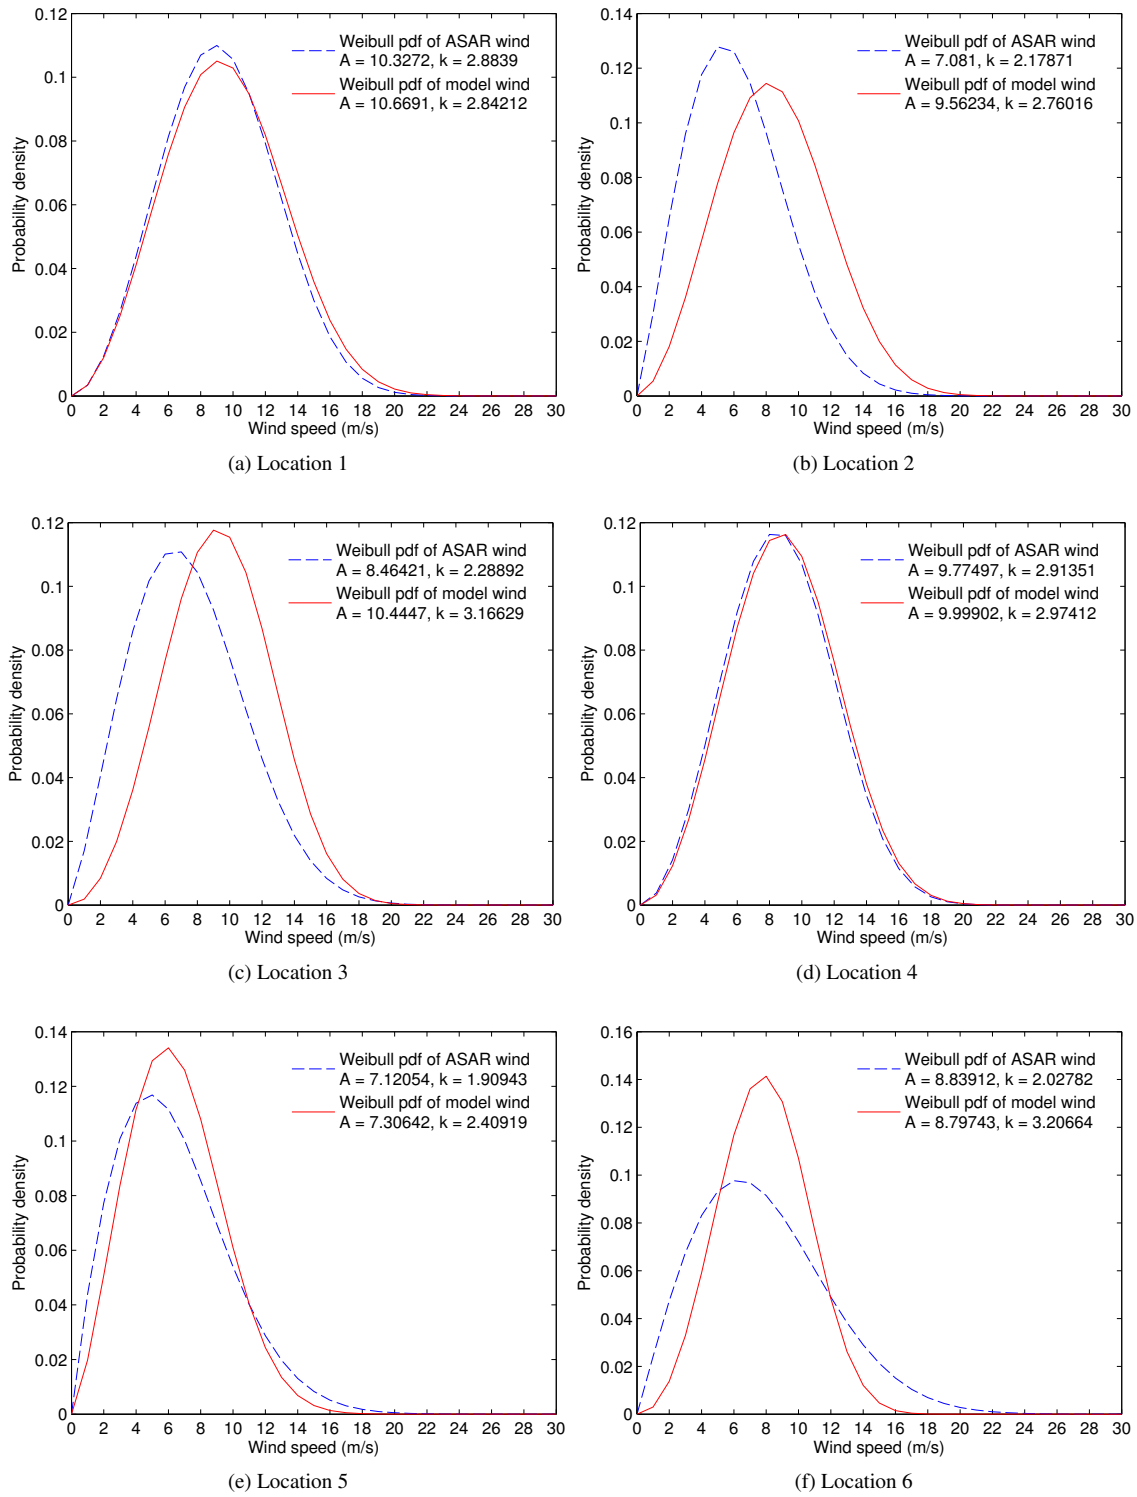 0.12
0.1
0.08
0.06
0.04
0.02
0
0 2 4 6 8 10 12 14 16 18 20 22 24 26 28 30
Probability density
Wind speed (m/s)
Weibull pdf of ASAR wind
A = 10.3272, k = 2.8839
Weibull pdf of model wind
A = 10.6691, k = 2.84212
(a) Location 1
0.14
0.12
0.1
0.08
0.06
0.04
0.02
0
0 2 4 6 8 10 12 14 16 18 20 22 24 26 28 30
Probability density
Wind speed (m/s)
Weibull pdf of ASAR wind
A = 7.081, k = 2.17871
Weibull pdf of model wind
A = 9.56234, k = 2.76016
(b) Location 2
0.12
0.1
0.08
0.06
0.04
0.02
0
0 2 4 6 8 10 12 14 16 18 20 22 24 26 28 30
Probability density
Wind speed (m/s)
Weibull pdf of ASAR wind
A = 8.46421, k = 2.28892
Weibull pdf of model wind
A = 10.4447, k = 3.16629
(c) Location 3
0.12
0.1
0.08
0.06
0.04
0.02
0
0 2 4 6 8 10 12 14 16 18 20 22 24 26 28 30
Probability density
Wind speed (m/s)
Weibull pdf of ASAR wind
A = 9.77497, k = 2.91351
Weibull pdf of model wind
A = 9.99902, k = 2.97412
(d) Location 4
0.14
0.12
0.1
0.08
0.06
0.04
0.02
0
0 2 4 6 8 10 12 14 16 18 20 22 24 26 28 30
Probability density
Wind speed (m/s)
Weibull pdf of ASAR wind
A = 7.12054, k = 1.90943
Weibull pdf of model wind
A = 7.30642, k = 2.40919
(e) Location 5
0.16
0.14
0.12
0.1
0.08
0.06
0.04
0.02
0
0 2 4 6 8 10 12 14 16 18 20 22 24 26 28 30
Probability density
Wind speed (m/s)
Weibull pdf of ASAR wind
A = 8.83912, k = 2.02782
Weibull pdf of model wind
A = 8.79743, k = 3.20664
(f) Location 6